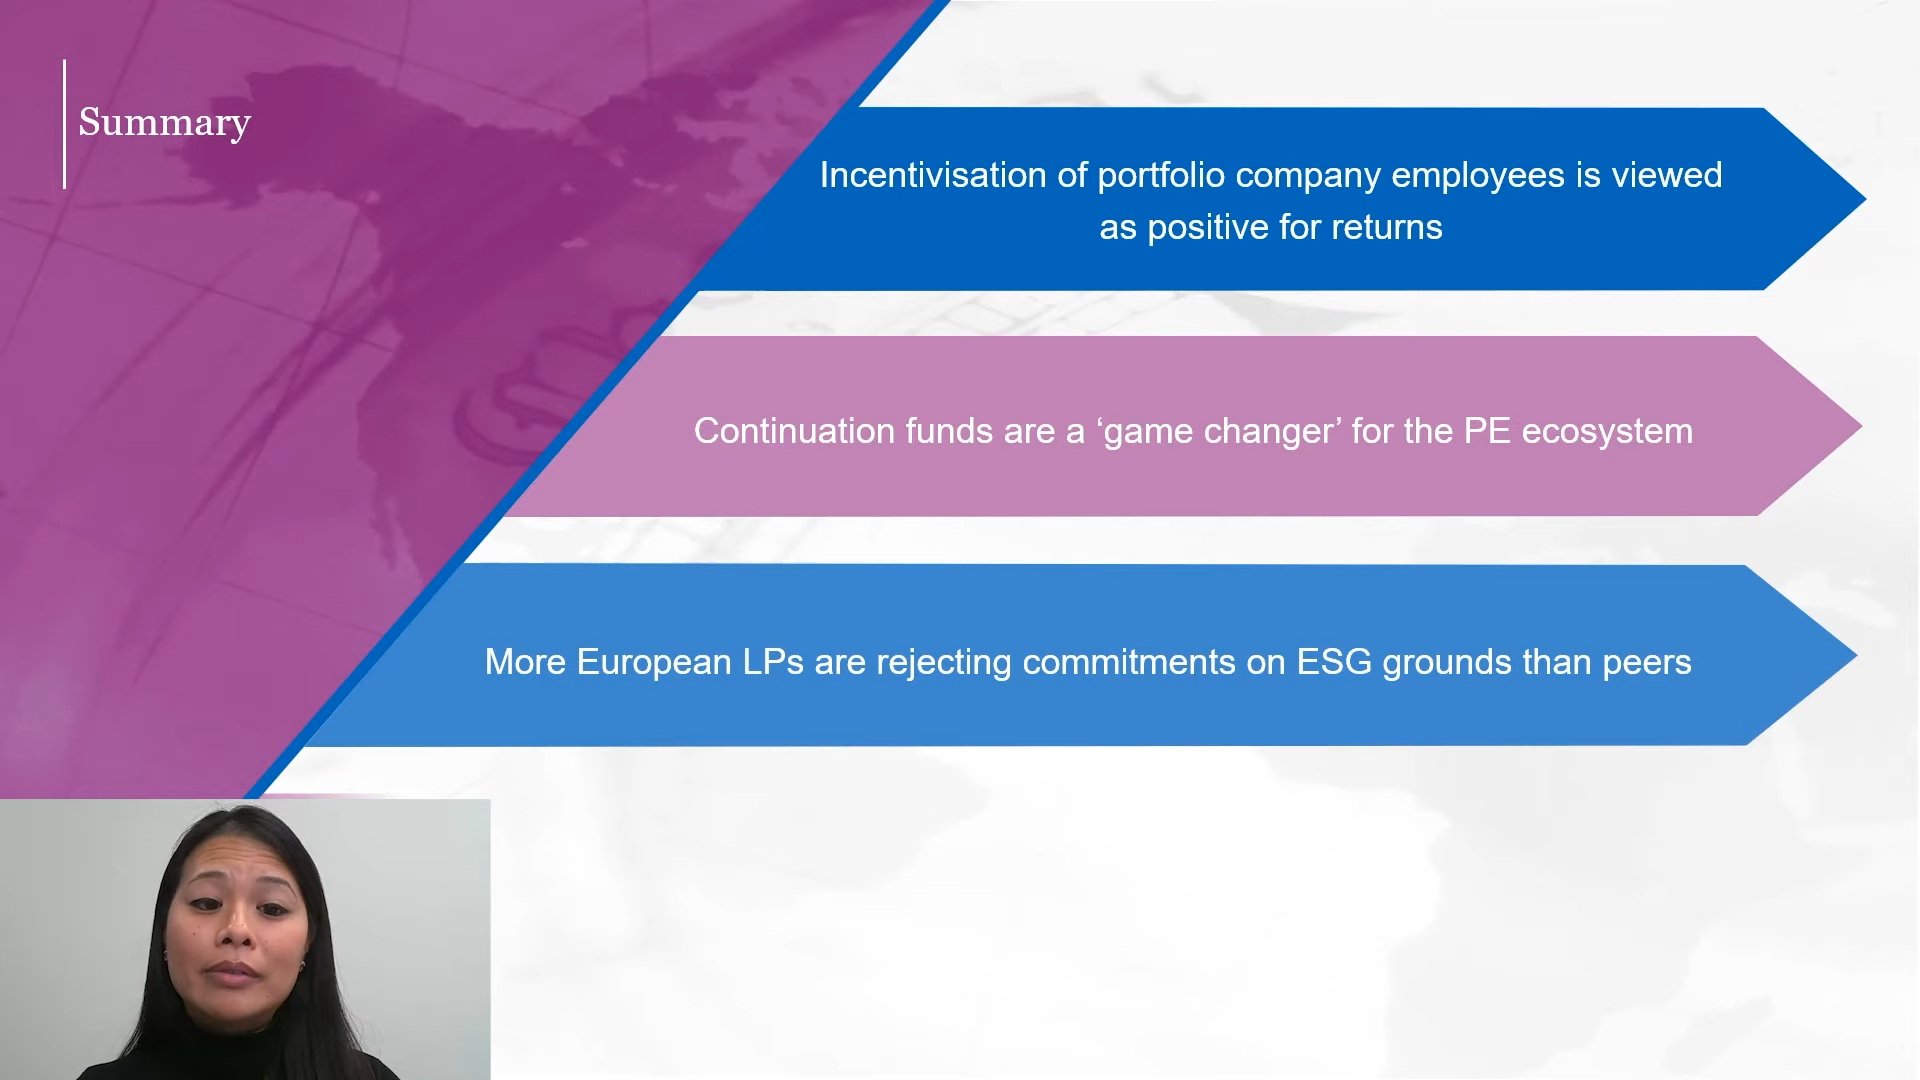 Summary
Incentivisation of portfolio company employees is viewed
as positive for returns
Continuation funds are a ‘game changer’ for the PE ecosystem
More European LPs are rejecting commitments on ESG grounds than peers